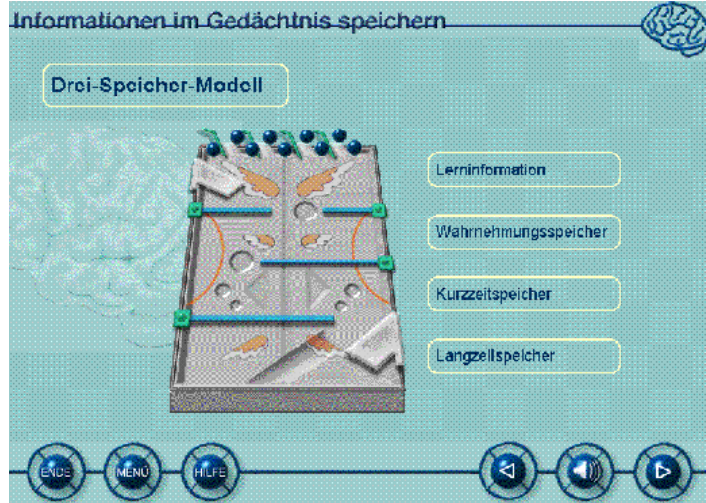 Informationen im Gedächtnis speichern
Drei-Speicher-Modell
Lerninformation
Wahrnehmungsspeicher
Kurzzeitspeicher
Langzeitspeicher
ENDE
MENÜ
HILFE